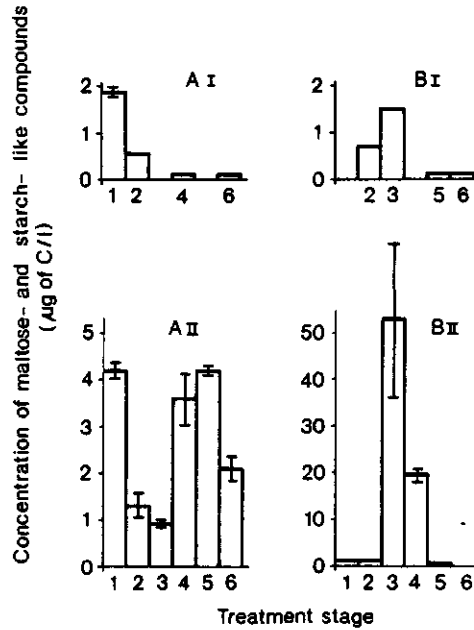 Concentration of maltose- and starch- like compounds
(µg of C/l)
A I
2
1
0
1 2 4 6
B I
2
1
0
2 3 5 6
A II
5
4
3
2
1
0
1 2 3 4 5 6
B II
50
40
30
20
10
0
1 2 3 4 5 6
Treatment stage